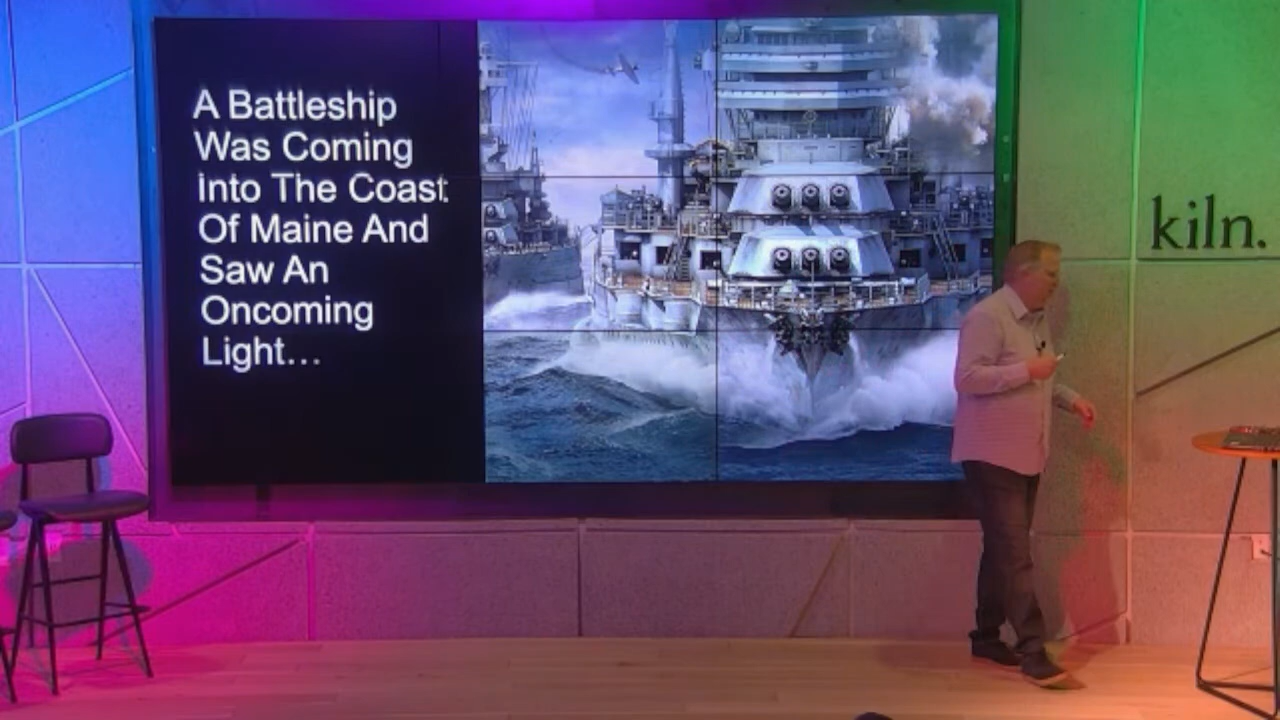 A Battleship
Was Coming
Into The Coast
Of Maine And
Saw An
Oncoming
Light...
kiln.